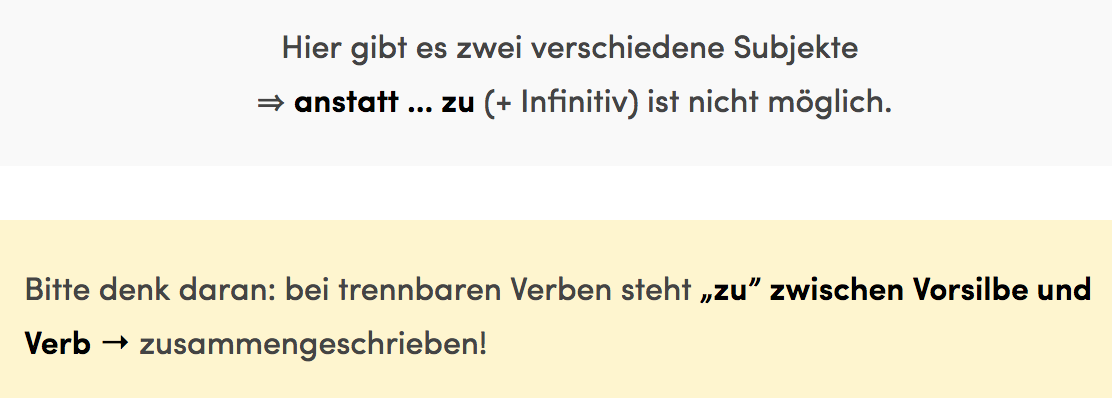 Hier gibt es zwei verschiedene Subjekte
⇒ anstatt ... zu (+ Infinitiv) ist nicht möglich.
Bitte denk daran: bei trennbaren Verben steht „zu” zwischen Vorsilbe und
Verb → zusammengeschrieben!